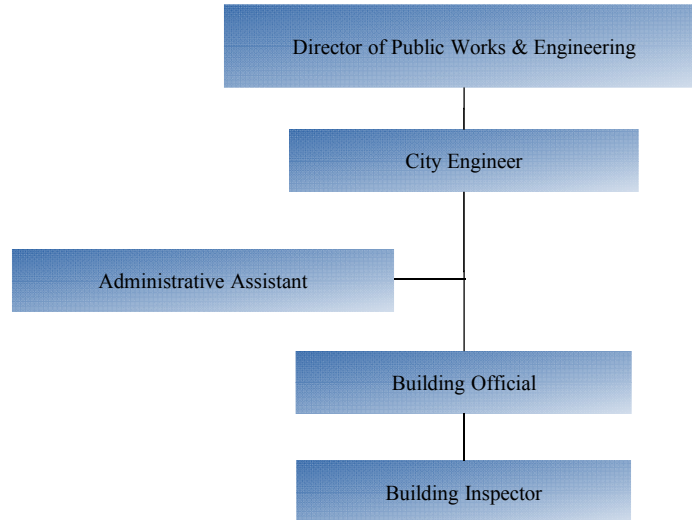 Director of Public Works & Engineering
City Engineer
Administrative Assistant
Building Official
Building Inspector